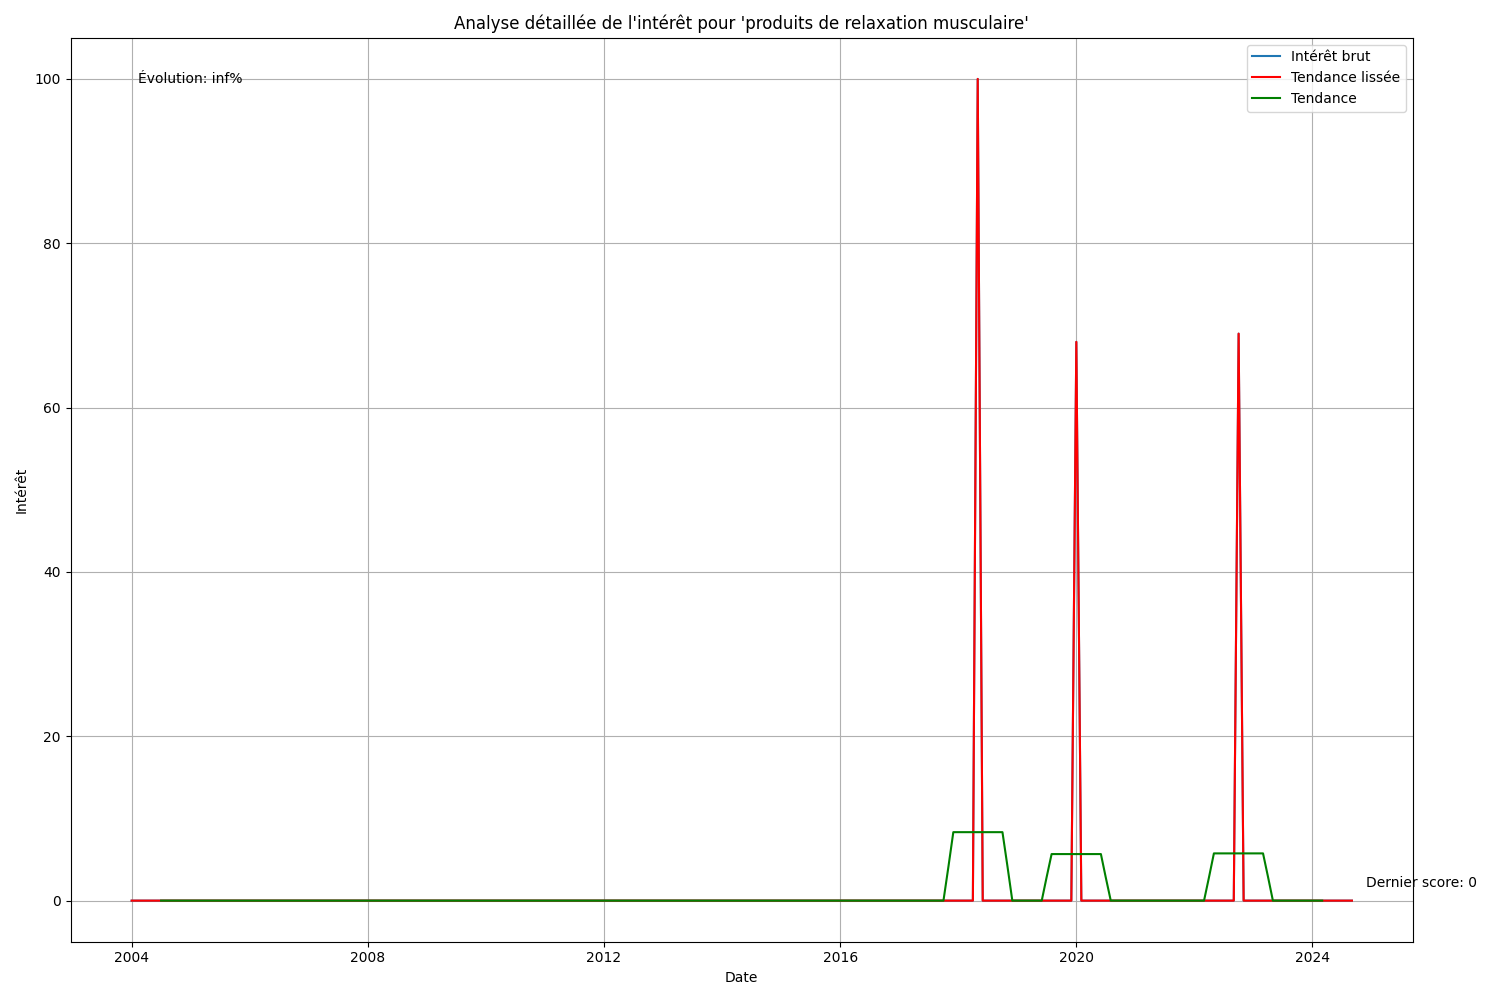 Analyse détaillée de l'intérêt pour 'produits de relaxation musculaire'
Évolution: inf%
Intérêt brut
Tendance lissée
Tendance
100
80
60
40
20
0
Intérêt
Dernier score: 0
2004
2008
2012
2016
2020
2024
Date